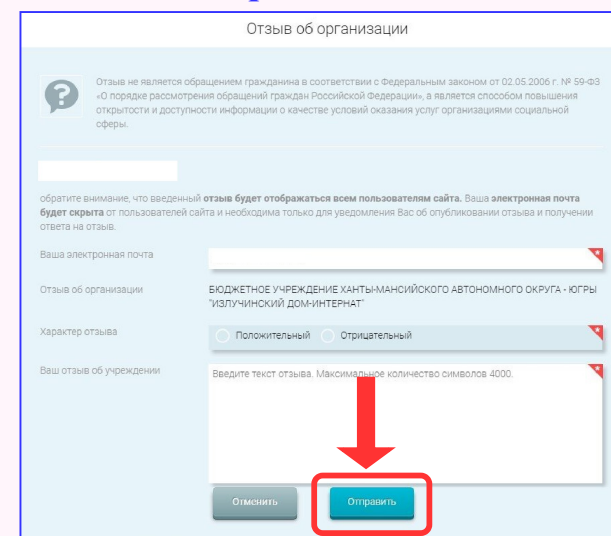 Отзыв об организации
Отзыв не является обращением гражданина в соответствии с Федеральным законом от 02.05.2006 г. № 59-ФЗ
«О порядке рассмотрения обращений граждан Российской Федерации», а является способом повышения
открытости и доступности информации о качестве условий оказания услуг организациями социальной
сферы.
обратите внимание, что введенный отзыв будет отображаться всем пользователям сайта. Ваша электронная почта
будет скрыта от пользователей сайта и необходима только для уведомления Вас об опубликовании отзыва и получении
ответа на отзыв.
Ваша электронная почта
Отзыв об организации
БЮДЖЕТНОЕ УЧРЕЖДЕНИЕ ХАНТЫ-МАНСИЙСКОГО АВТОНОМНОГО ОКРУГА - ЮГРЫ
"ИЗЛУЧИНСКИЙ ДОМ-ИНТЕРНАТ"
Характер отзыва
Положительный Отрицательный
Ваш отзыв об учреждении
Введите текст отзыва. Максимальное количество символов 4000.
Отменить Отправить